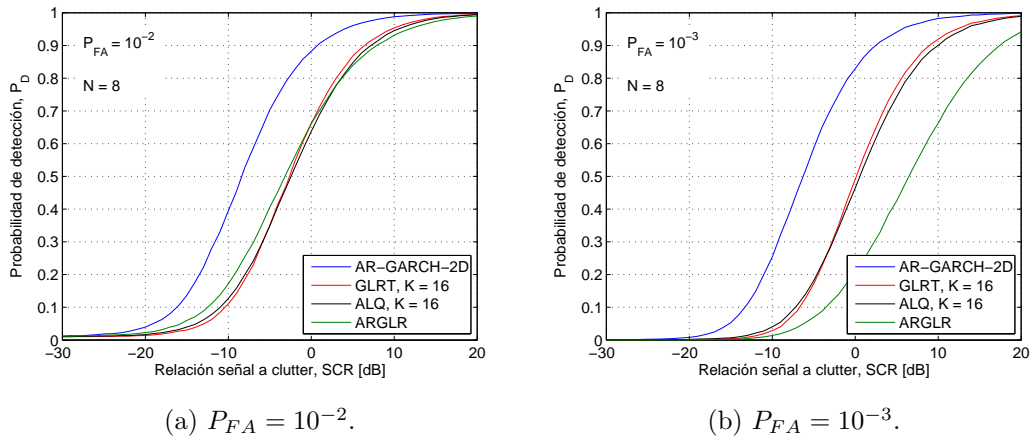 P_FA = 10^-2
N = 8
Probabilidad de detección, P_D
1
0.9
0.8
0.7
0.6
0.5
0.4
0.3
0.2
0.1
0
AR−GARCH−2D
GLRT, K = 16
ALQ, K = 16
ARGLR
−30 −20 −10 0 10 20
Relación señal a clutter, SCR [dB]
(a) P_FA = 10^−2.
P_FA = 10^-3
N = 8
Probabilidad de detección, P_D
1
0.9
0.8
0.7
0.6
0.5
0.4
0.3
0.2
0.1
0
AR−GARCH−2D
GLRT, K = 16
ALQ, K = 16
ARGLR
−30 −20 −10 0 10 20
Relación señal a clutter, SCR [dB]
(b) P_FA = 10^−3.